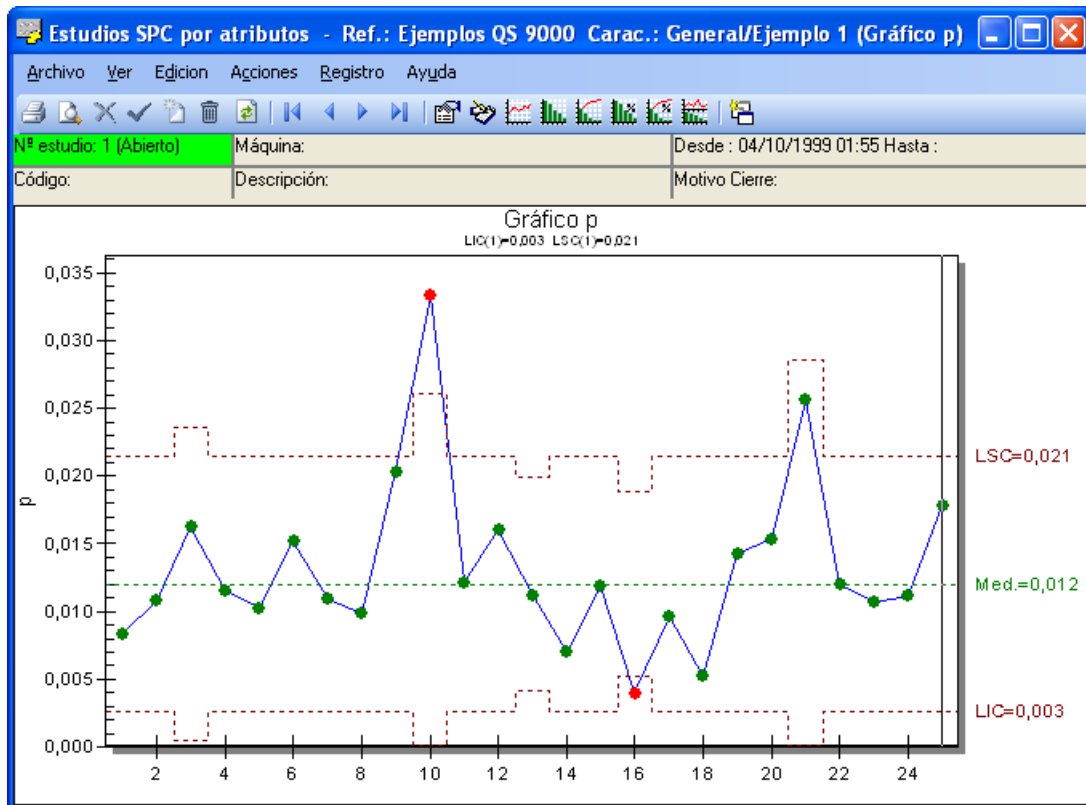 Estudios SPC por atributos - Ref.: Ejemplos QS 9000 Carac.: General/Ejemplo 1 (Gráfico p)
Archivo Ver Edicion Acciones Registro Ayuda
Nº estudio: 1 (Abierto) Máquina: Desde : 04/10/1999 01:55 Hasta :
Código: Descripción: Motivo Cierre:
Gráfico p
LIC(1)=0,003 LSC(1)=0,021
0,035
0,030
0,025
0,020
0,015
0,010
0,005
0,000
p
LSC=0,021
Med.=0,012
LIC=0,003
2 4 6 8 10 12 14 16 18 20 22 24